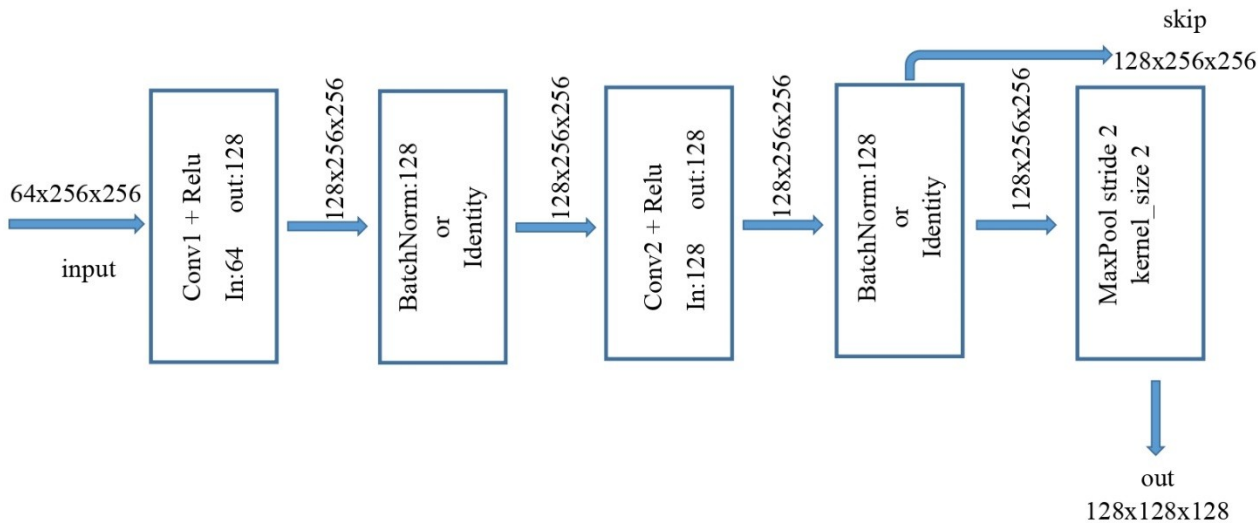 64x256x256
input
Conv1 + Relu
In:64 out:128
128x256x256
BatchNorm:128
or
Identity
128x256x256
Conv2 + Relu
In:128 out:128
128x256x256
BatchNorm:128
or
Identity
skip
128x256x256
128x256x256
MaxPool stride 2
kernel_size 2
out
128x128x128